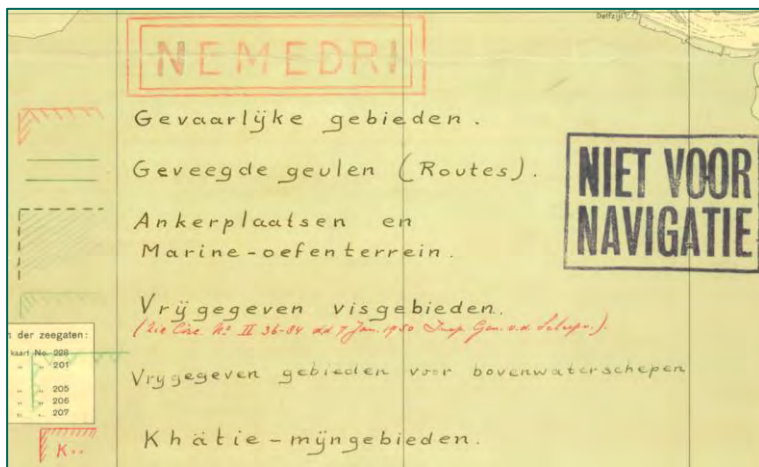 Delfzijl
NEMEDRI
Gevaarlijke gebieden.
Geveegde geulen (Routes).
NIET VOOR
NAVIGATIE
Ankerplaatsen en
Marine-oefenterrein.
Vrijgegeven visgebieden.
(zie Circ. No. II 36-84 dd 7 Jan. 1950 Insp. Gen. v.d. Scheepv.).
n der zeegaten:
kaart No. 228
" " 201
" " 205
" " 206
" " 207
Vrijgegeven gebieden voor bovenwaterschepen
K..
Khätie-mijngebieden.